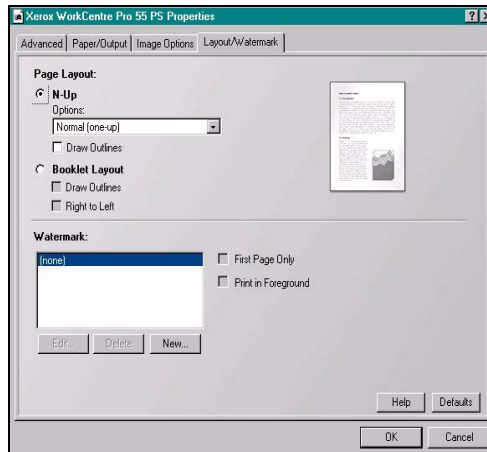 Xerox WorkCentre Pro 55 PS Properties
Advanced Paper/Output Image Options Layout/Watermark
Page Layout:
N-Up
Options:
Normal (one-up)
Draw Outlines
Booklet Layout
Draw Outlines
Right to Left
Watermark:
(none)
First Page Only
Print in Foreground
Edit... Delete New...
Help Defaults
OK Cancel